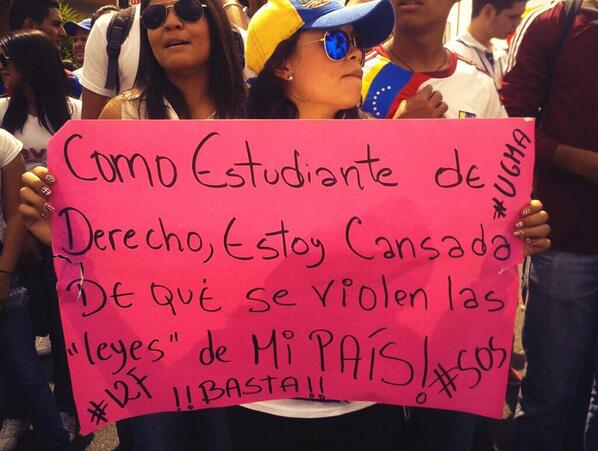 Como Estudiante de
#UGMA
Derecho, Estoy Cansada
De Qué se violen las
"leyes" de Mi PAÍS!
#SOS
#12F !!BASTA!!